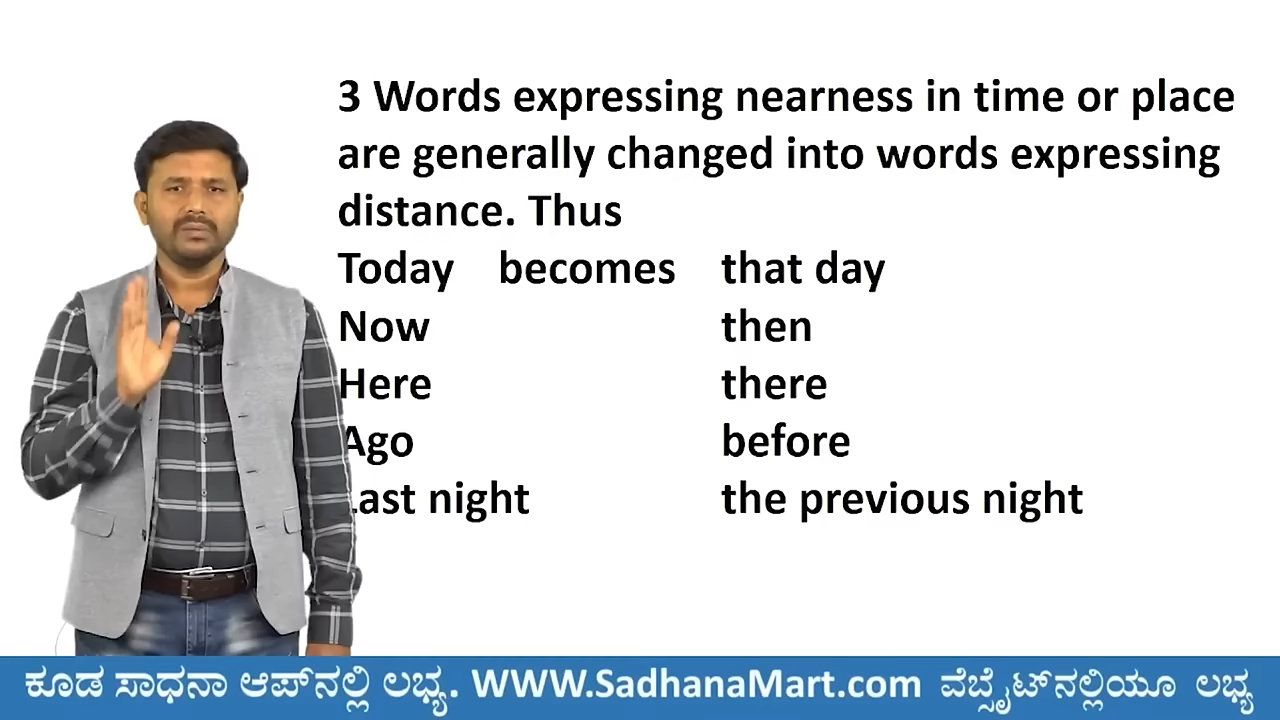 3 Words expressing nearness in time or place
are generally changed into words expressing
distance. Thus
Today becomes that day
Now then
Here there
Ago before
Last night the previous night
ಕೂಡ ಸಾಧನಾ ಆಪ್‌ನಲ್ಲಿ ಲಭ್ಯ. WWW.SadhanaMart.com ವೆಬ್ಸೈಟ್‌ನಲ್ಲಿಯೂ ಲಭ್ಯ